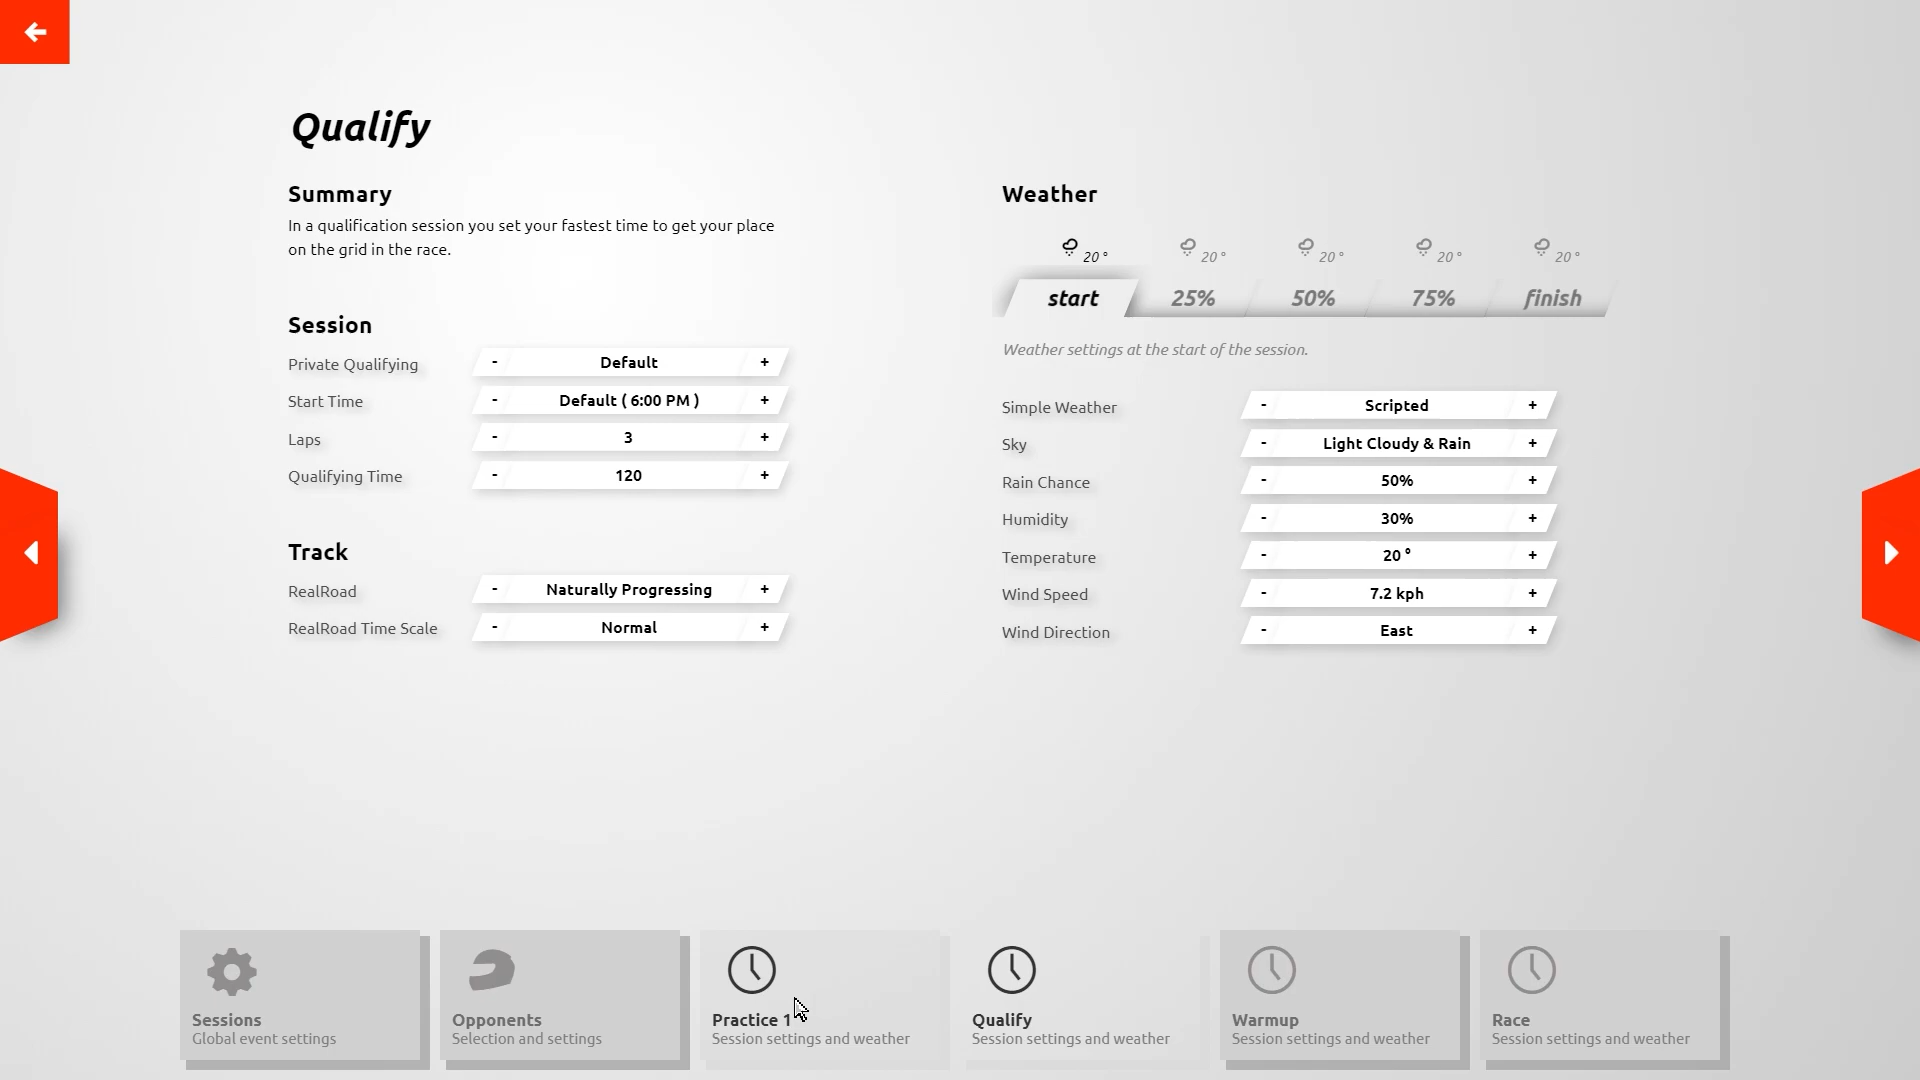 Qualify
Summary
In a qualification session you set your fastest time to get your place
on the grid in the race.
Session
Private Qualifying - Default +
Start Time - Default ( 6:00 PM ) +
Laps - 3 +
Qualifying Time - 120 +
Track
RealRoad - Naturally Progressing +
RealRoad Time Scale - Normal +
Weather
20 ° 20 ° 20 ° 20 ° 20 °
start 25% 50% 75% finish
Weather settings at the start of the session.
Simple Weather - Scripted +
Sky - Light Cloudy & Rain +
Rain Chance - 50% +
Humidity - 30% +
Temperature - 20 ° +
Wind Speed - 7.2 kph +
Wind Direction - East +
Sessions
Global event settings
Opponents
Selection and settings
Practice 1
Session settings and weather
Qualify
Session settings and weather
Warmup
Session settings and weather
Race
Session settings and weather